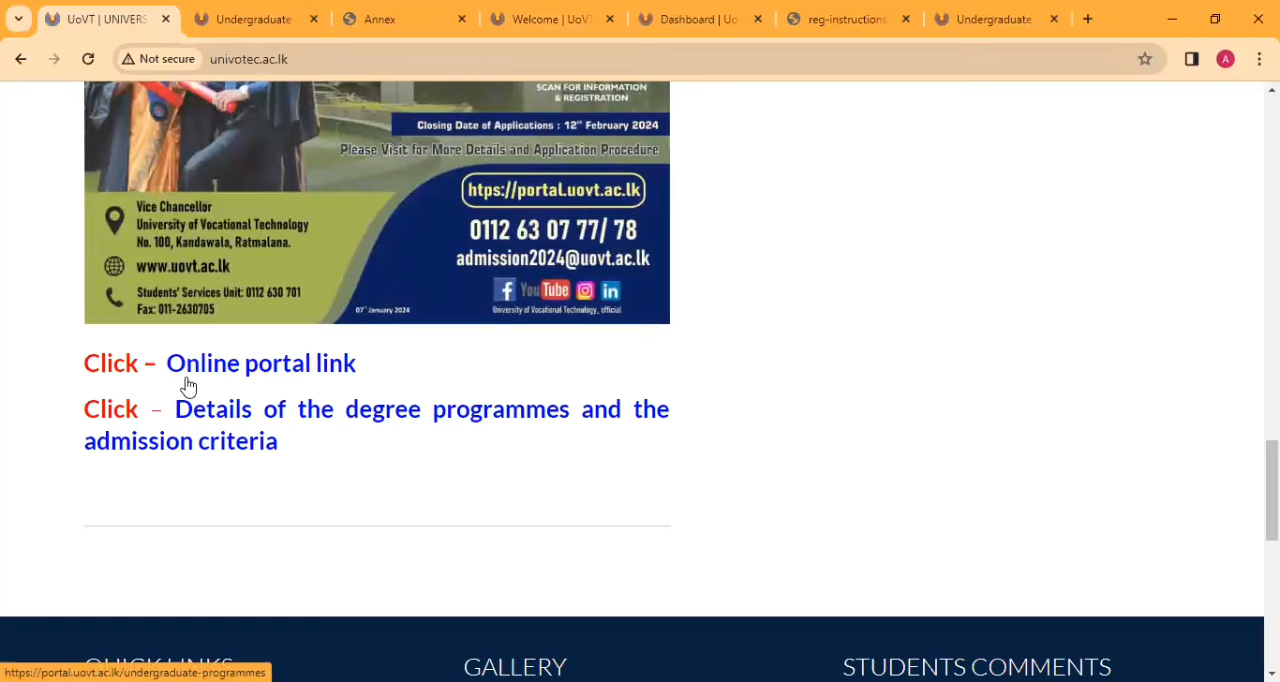 UoVT | UNIVERS
Undergraduate
Annex
Welcome | UoVT
Dashboard | Uo
reg-instructions
Undergraduate
Not secure
univotec.ac.lk
A
SCAN FOR INFORMATION
& REGISTRATION
Closing Date of Applications : 12th February 2024
Please Visit for More Details and Application Procedure
htps://portal.uovt.ac.lk
Vice Chancellor
University of Vocational Technology
No. 100, Kandawala, Ratmalana.
0112 63 07 77/ 78
admission2024@uovt.ac.lk
www.uovt.ac.lk
Students' Services Unit: 0112 630 701
Fax: 011-2630705
YouTube
in
07th January 2024
University of Vocational Technology, official
Click – Online portal link
Click – Details of the degree programmes and the
admission criteria
QUICK LINKS
GALLERY
STUDENTS COMMENTS
https://portal.uovt.ac.lk/undergraduate-programmes